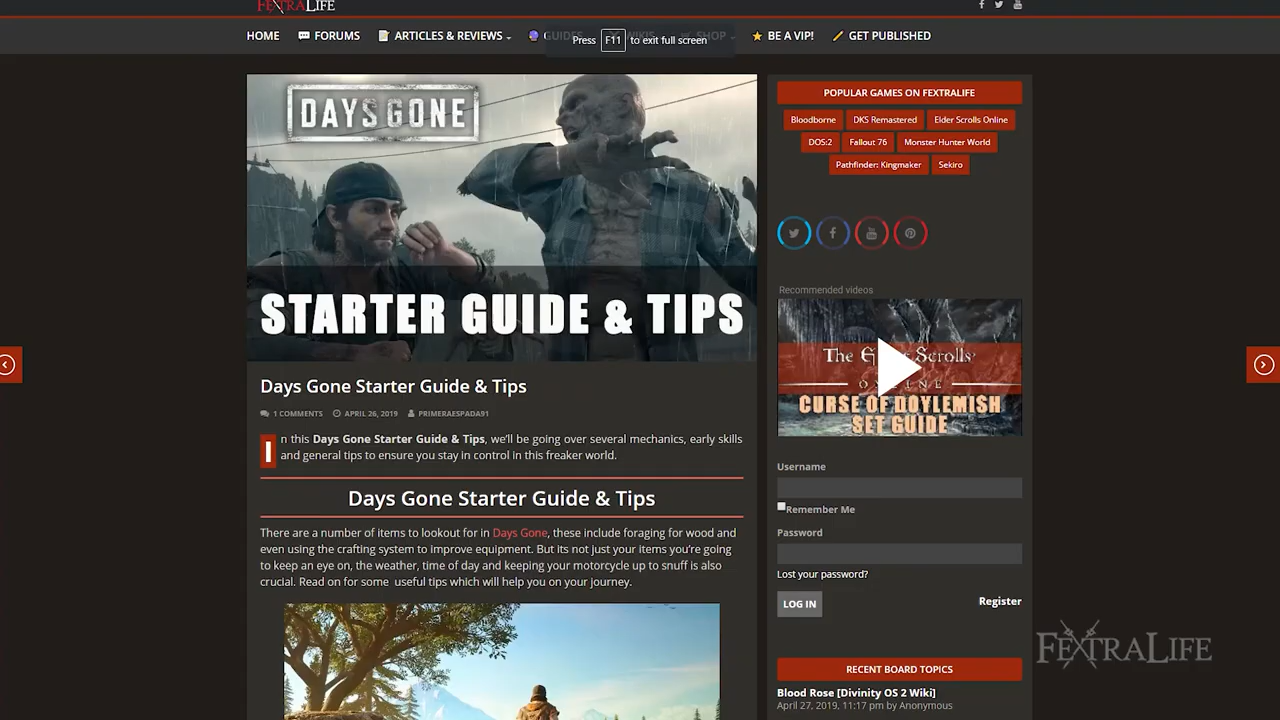 FEXTRALIFE
HOME
FORUMS
ARTICLES & REVIEWS
GUIDES
WIKIS
SHOP
BE A VIP!
GET PUBLISHED
Press F11 to exit full screen
DAYS GONE
STARTER GUIDE & TIPS
Days Gone Starter Guide & Tips
1 COMMENTS APRIL 26, 2019 PRIMERAESPADA91
In this Days Gone Starter Guide & Tips, we'll be going over several mechanics, early skills
and general tips to ensure you stay in control in this freaker world.
Days Gone Starter Guide & Tips
There are a number of items to lookout for in Days Gone, these include foraging for wood and
even using the crafting system to improve equipment. But its not just your items you're going
to keep an eye on, the weather, time of day and keeping your motorcycle up to snuff is also
crucial. Read on for some useful tips which will help you on your journey.
POPULAR GAMES ON FEXTRALIFE
Bloodborne DKS Remastered Elder Scrolls Online
DOS:2 Fallout 76 Monster Hunter World
Pathfinder: Kingmaker Sekiro
Recommended videos
The Elder Scrolls
ONLINE
CURSE OF DOYLEMISH
SET GUIDE
Username
Remember Me
Password
Lost your password?
LOG IN
Register
FEXTRALIFE
RECENT BOARD TOPICS
Blood Rose [Divinity OS 2 Wiki]
April 27, 2019, 11:17 pm by Anonymous